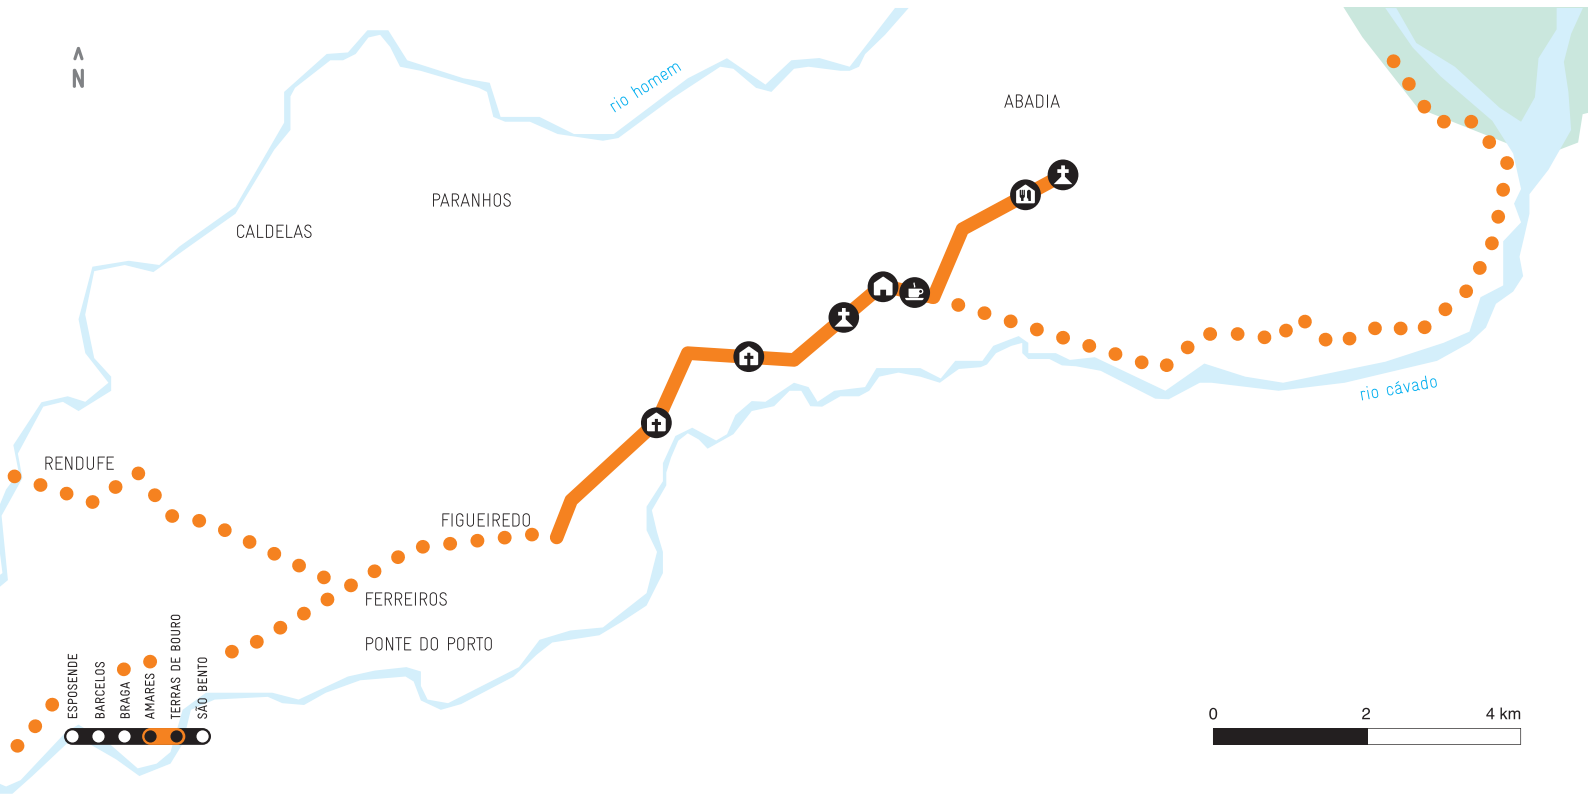 N
rio homem
ABADIA
PARANHOS
CALDELAS
rio cávado
RENDUFE
FIGUEIREDO
FERREIROS
PONTE DO PORTO
ESPOSENDE
BARCELOS
BRAGA
AMARES
TERRAS DE BOURO
SÃO BENTO
0 2 4 km